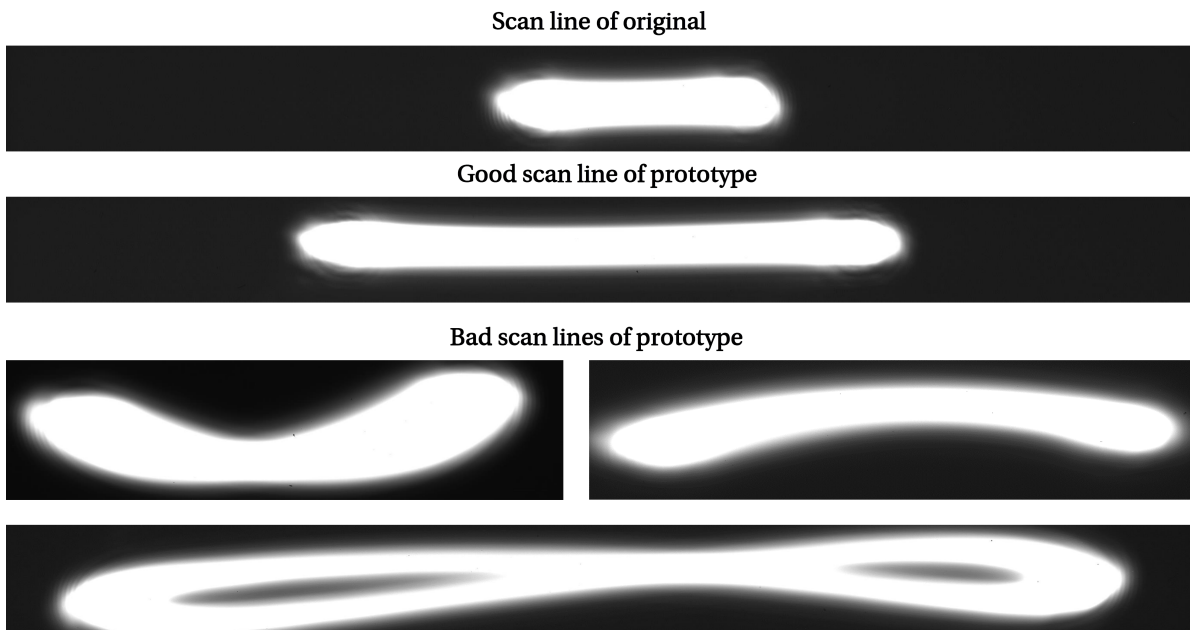 Scan line of original
Good scan line of prototype
Bad scan lines of prototype